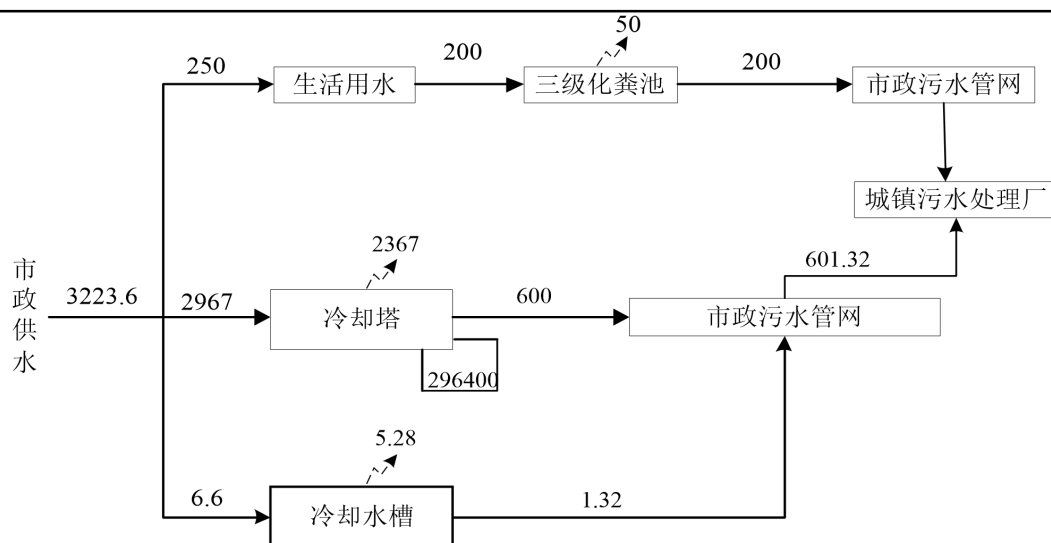 50
250
生活用水
200
三级化粪池
200
市政污水管网
城镇污水处理厂
市政供水
3223.6
2967
2367
冷却塔
296400
600
市政污水管网
601.32
6.6
5.28
冷却水槽
1.32